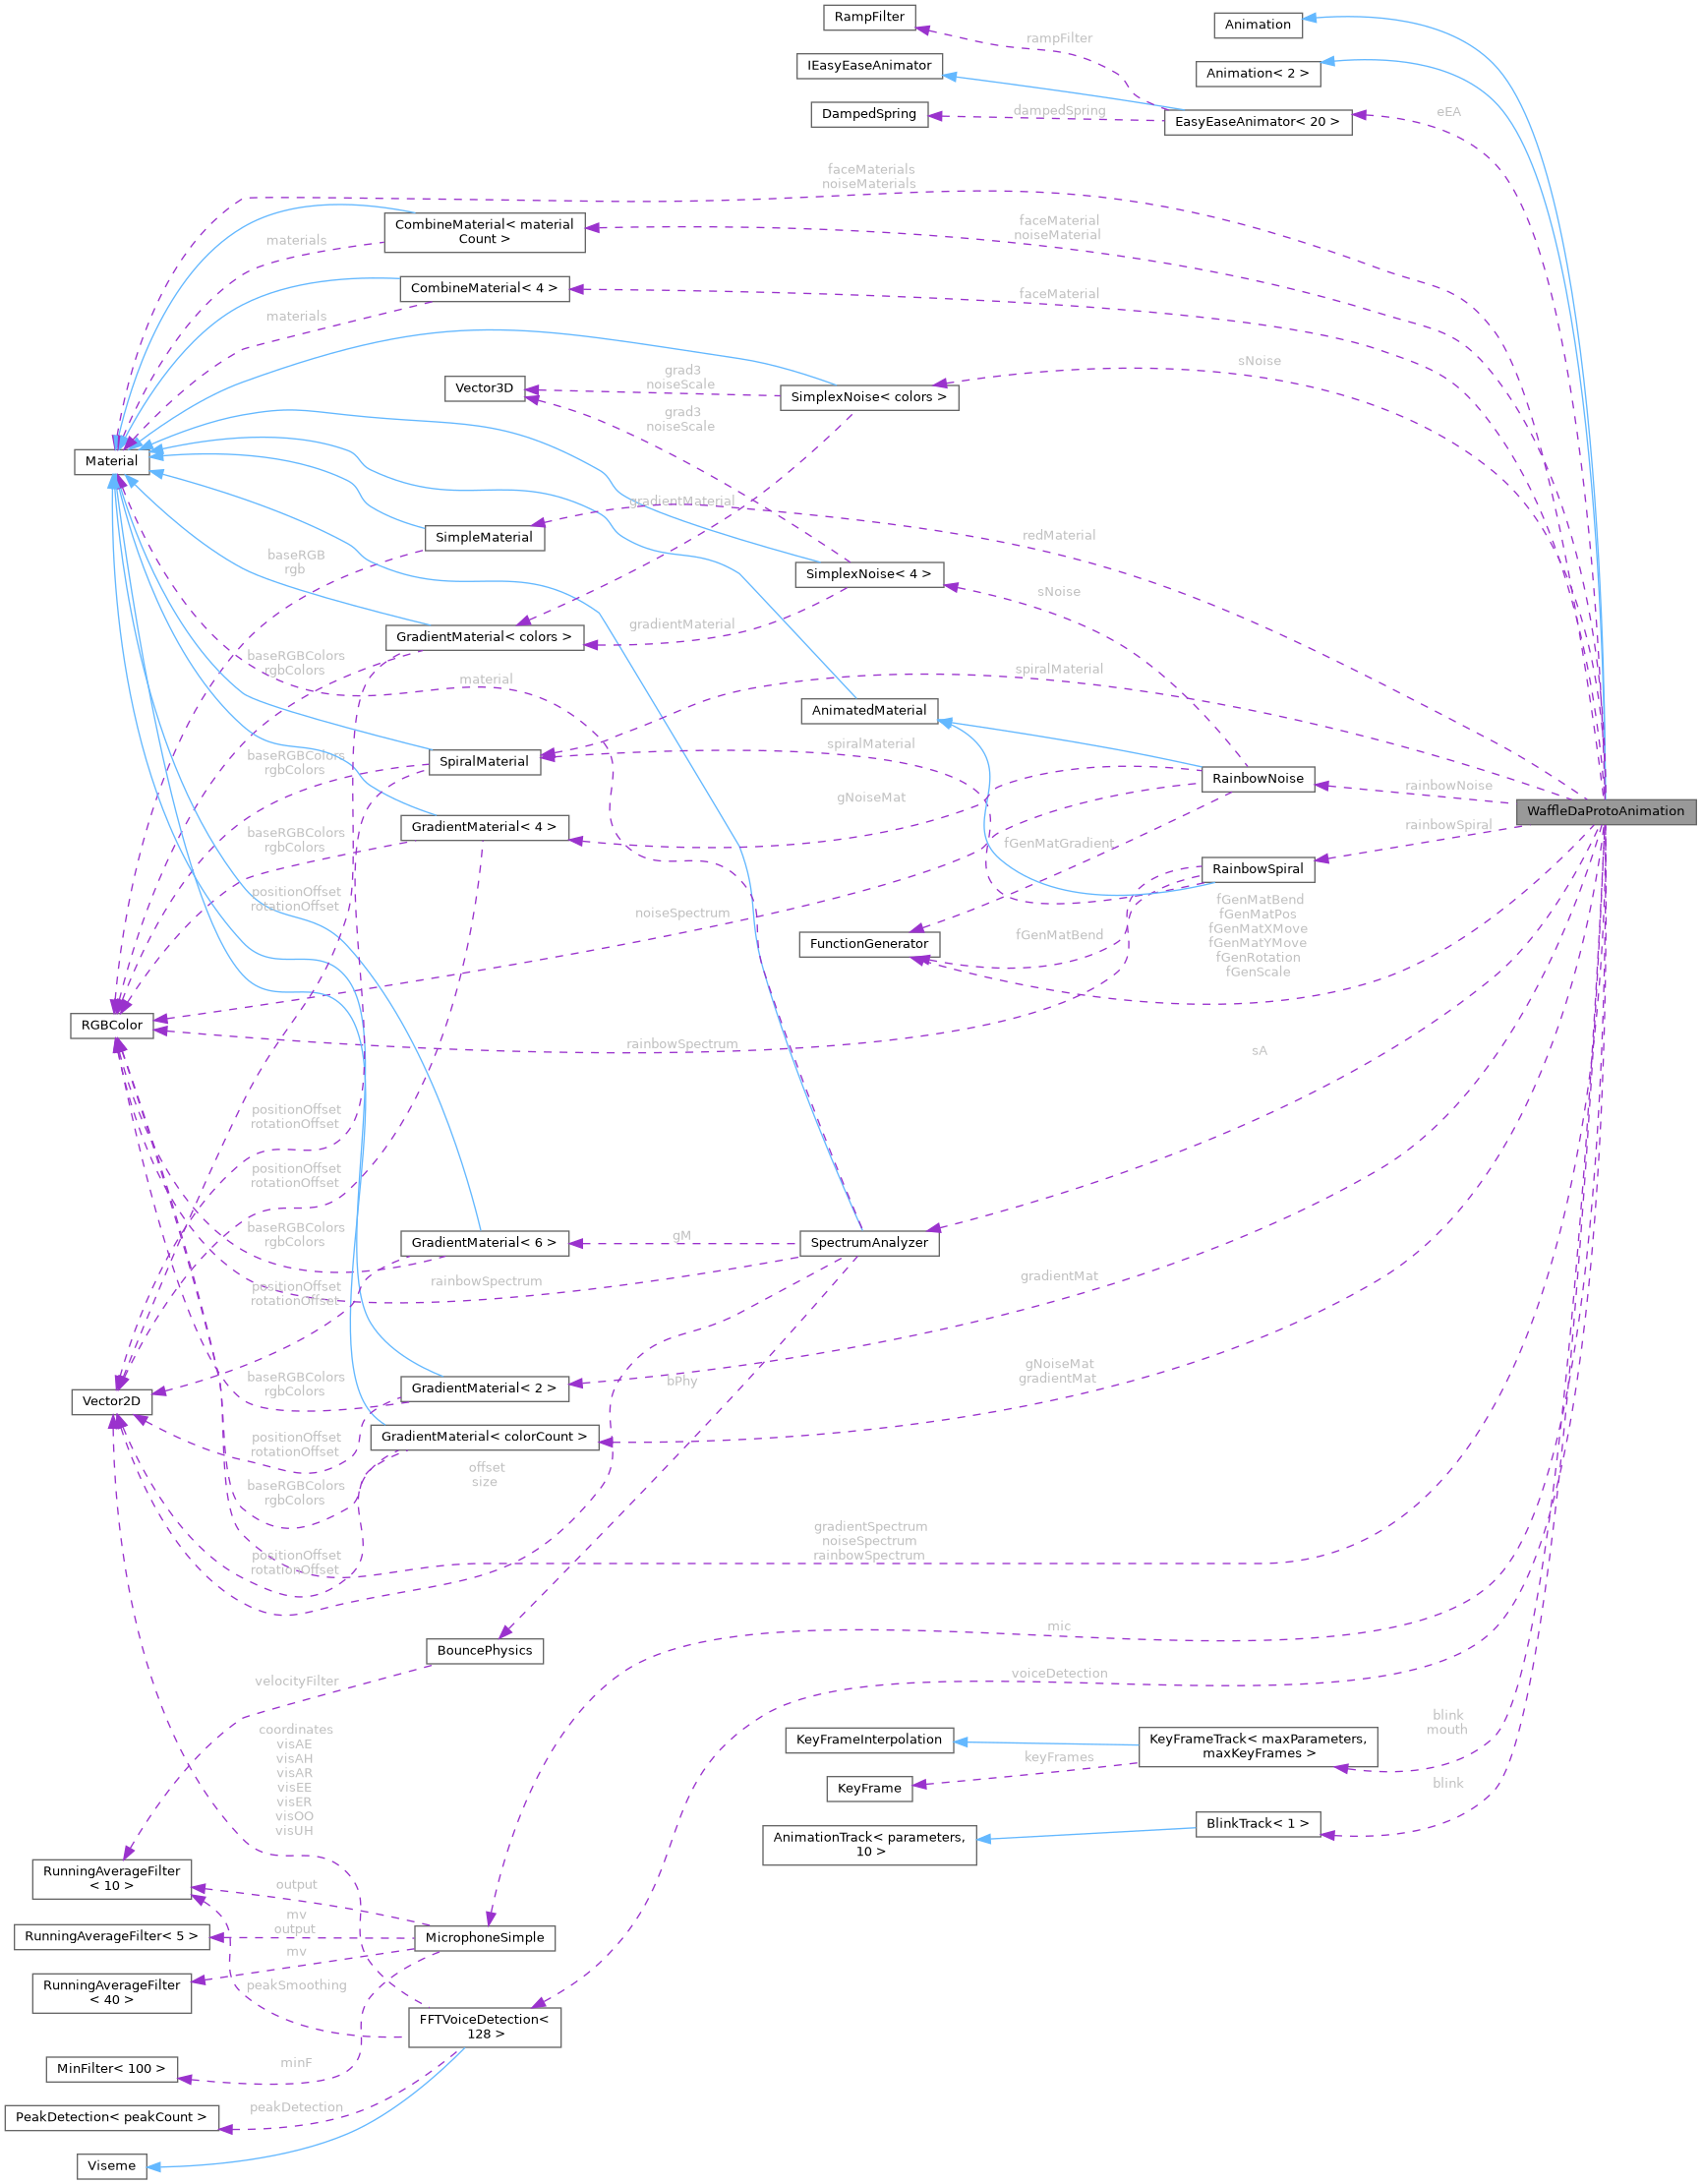 RampFilter
Animation
rampFilter
IEasyEaseAnimator
Animation< 2 >
DampedSpring
dampedSpring
EasyEaseAnimator< 20 >
eEA
faceMaterials
noiseMaterials
CombineMaterial< material
Count >
materials
faceMaterial
noiseMaterial
CombineMaterial< 4 >
faceMaterial
materials
sNoise
Vector3D
grad3
noiseScale
SimplexNoise< colors >
grad3
noiseScale
Material
gradientMaterial
SimpleMaterial
redMaterial
baseRGB
rgb
SimplexNoise< 4 >
sNoise
GradientMaterial< colors >
gradientMaterial
baseRGBColors
rgbColors
material
spiralMaterial
AnimatedMaterial
spiralMaterial
baseRGBColors
rgbColors
SpiralMaterial
RainbowNoise
rainbowNoise
gNoiseMat
WaffleDaProtoAnimation
GradientMaterial< 4 >
rainbowSpiral
baseRGBColors
rgbColors
fGenMatGradient
RainbowSpiral
positionOffset
rotationOffset
noiseSpectrum
fGenMatBend
fGenMatPos
fGenMatXMove
fGenMatYMove
fGenRotation
fGenScale
fGenMatBend
FunctionGenerator
RGBColor
rainbowSpectrum
sA
positionOffset
rotationOffset
positionOffset
rotationOffset
baseRGBColors
rgbColors
GradientMaterial< 6 >
gM
SpectrumAnalyzer
rainbowSpectrum
positionOffset
rotationOffset
gradientMat
baseRGBColors
rgbColors
GradientMaterial< 2 >
bPhy
gNoiseMat
gradientMat
Vector2D
positionOffset
rotationOffset
GradientMaterial< colorCount >
offset
size
baseRGBColors
rgbColors
gradientSpectrum
noiseSpectrum
rainbowSpectrum
positionOffset
rotationOffset
BouncePhysics
mic
velocityFilter
voiceDetection
coordinates
visAE
visAH
visAR
visEE
visER
visOO
visUH
KeyFrameInterpolation
KeyFrameTrack< maxParameters,
maxKeyFrames >
blink
mouth
keyFrames
KeyFrame
blink
BlinkTrack< 1 >
AnimationTrack< parameters,
10 >
RunningAverageFilter
< 10 >
output
mv
output
RunningAverageFilter< 5 >
MicrophoneSimple
mv
RunningAverageFilter
< 40 >
peakSmoothing
FFTVoiceDetection<
128 >
MinFilter< 100 >
minF
PeakDetection< peakCount >
peakDetection
Viseme